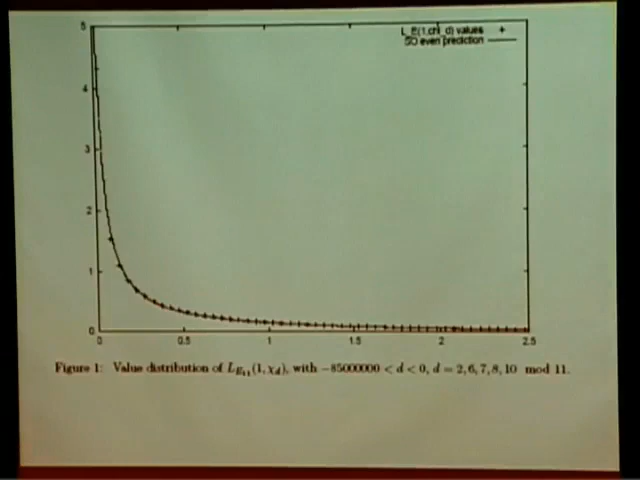 L_E(1,chi_d) values
SO even prediction
5
4
3
2
1
0
0 0.5 1 1.5 2 2.5
Figure 1: Value distribution of L_{E_{11}}(1, χ_d), with −85000000 < d < 0, d = 2, 6, 7, 8, 10 mod 11.